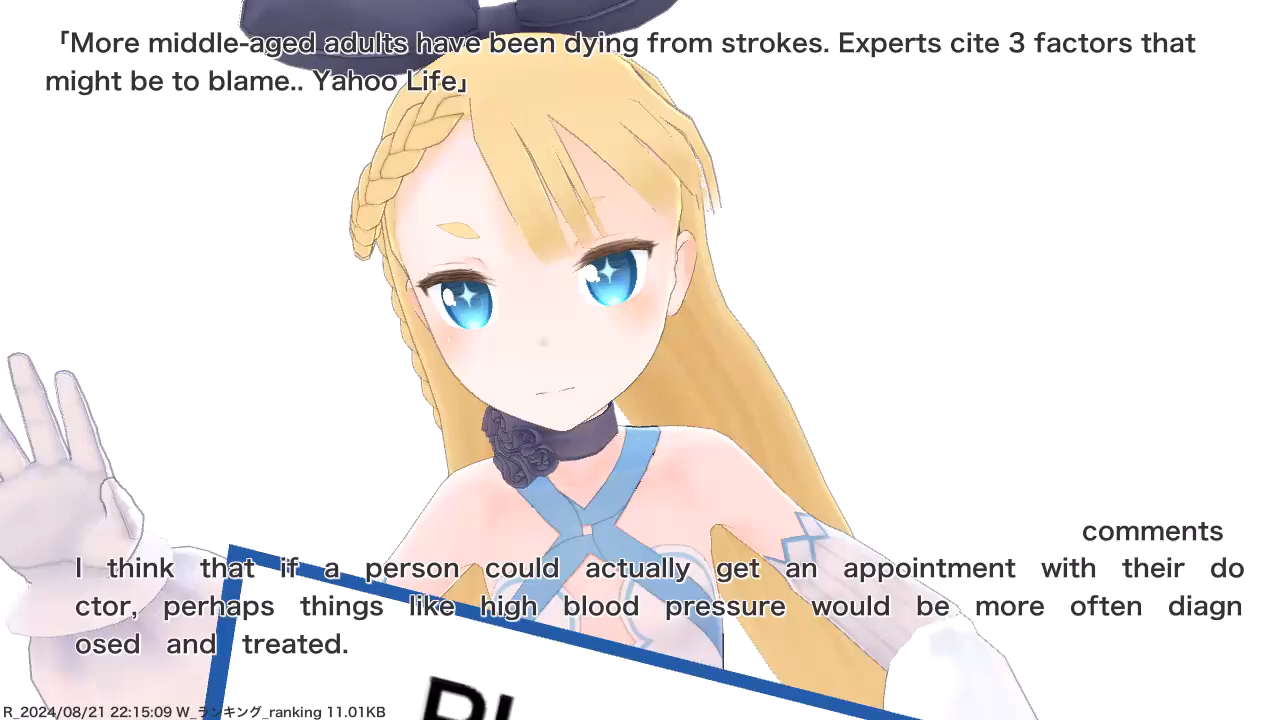 「More middle-aged adults have been dying from strokes. Experts cite 3 factors that
might be to blame.. Yahoo Life」
comments
I think that if a person could actually get an appointment with their do
ctor, perhaps things like high blood pressure would be more often diagn
osed and treated.
R_2024/08/21 22:15:09 W_ランキング_ranking 11.01KB